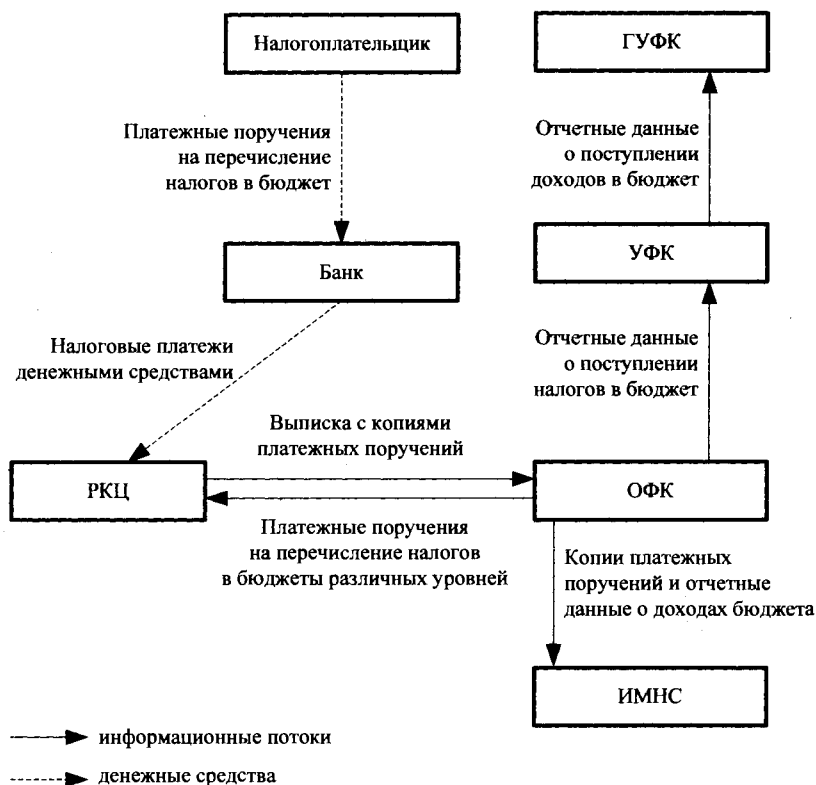 Налогоплательщик
ГУФК
Платежные поручения
на перечисление
налогов в бюджет
Отчетные данные
о поступлении
доходов в бюджет
Банк
УФК
Налоговые платежи
денежными средствами
Отчетные данные
о поступлении
налогов в бюджет
Выписка с копиями
платежных поручений
РКЦ
ОФК
Платежные поручения
на перечисление налогов
в бюджеты различных уровней
Копии платежных
поручений и отчетные
данные о доходах бюджета
ИМНС
информационные потоки
денежные средства